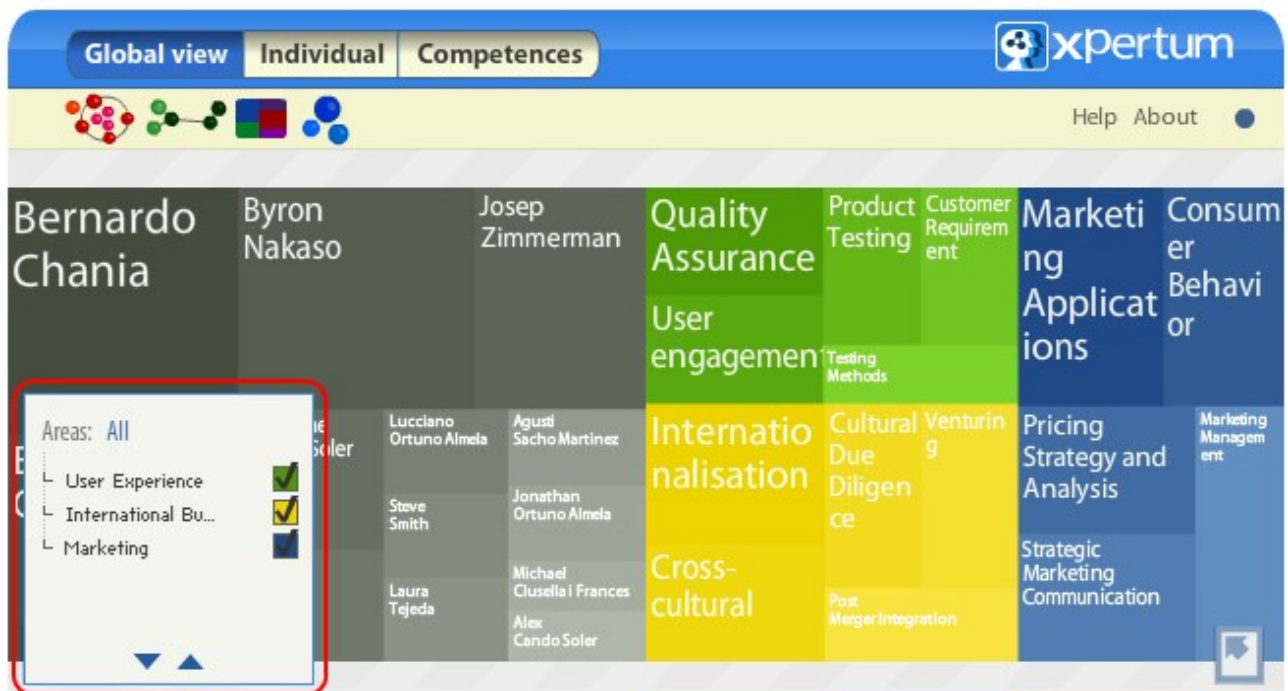 Global view
Individual
Competences
xpertum
Help
About
Bernardo
Chania
Byron
Nakaso
Josep
Zimmerman
Quality
Assurance
Product
Testing
Customer
Requirem
ent
Marketi
ng
Applicat
ions
Consum
er
Behavi
or
User
engagement
Testing
Methods
Soler
Lucciano
Ortuno Almela
Agusti
Sacho Martinez
Steve
Smith
Jonathan
Ortuno Almela
Laura
Tejeda
Michael
Clusella i Frances
Alex
Cando Soler
Internatio
nalisation
Cultural
Due
Diligen
ce
Venturin
g
Cross-
cultural
Post
Merger Integration
Pricing
Strategy and
Analysis
Marketing
Managem
ent
Strategic
Marketing
Communication
Areas: All
User Experience
International Bu...
Marketing